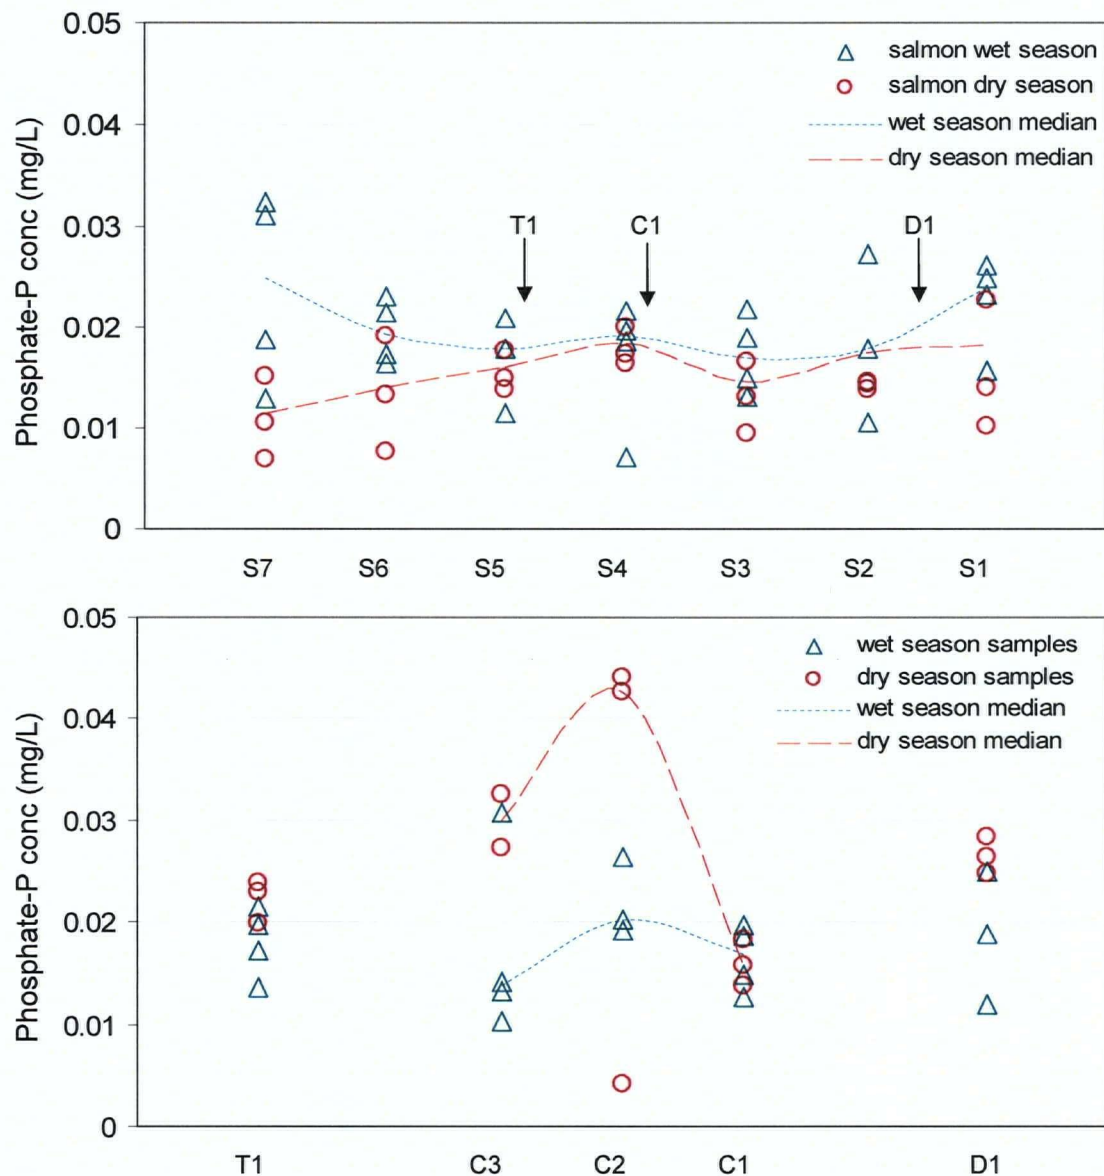 0.05
0.04
0.03
0.02
0.01
0
Phosphate-P conc (mg/L)
salmon wet season
salmon dry season
wet season median
dry season median
T1
C1
D1
S7 S6 S5 S4 S3 S2 S1
0.05
0.04
0.03
0.02
0.01
0
Phosphate-P conc (mg/L)
wet season samples
dry season samples
wet season median
dry season median
T1 C3 C2 C1 D1